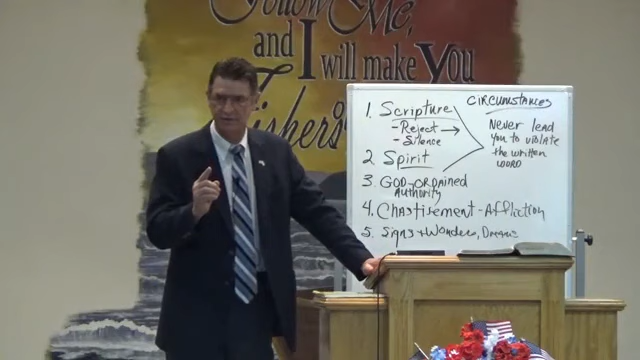 Follow Me,
and I will make you
Fishers
1. Scripture
- Reject
- Silence
2. Spirit
3. GOD-ORDAINED
Authority
4. Chastisement - Affliction
5. Signs + Wonders, Dreams
CIRCUMSTANCES
Never lead
you to violate
the written
WORD